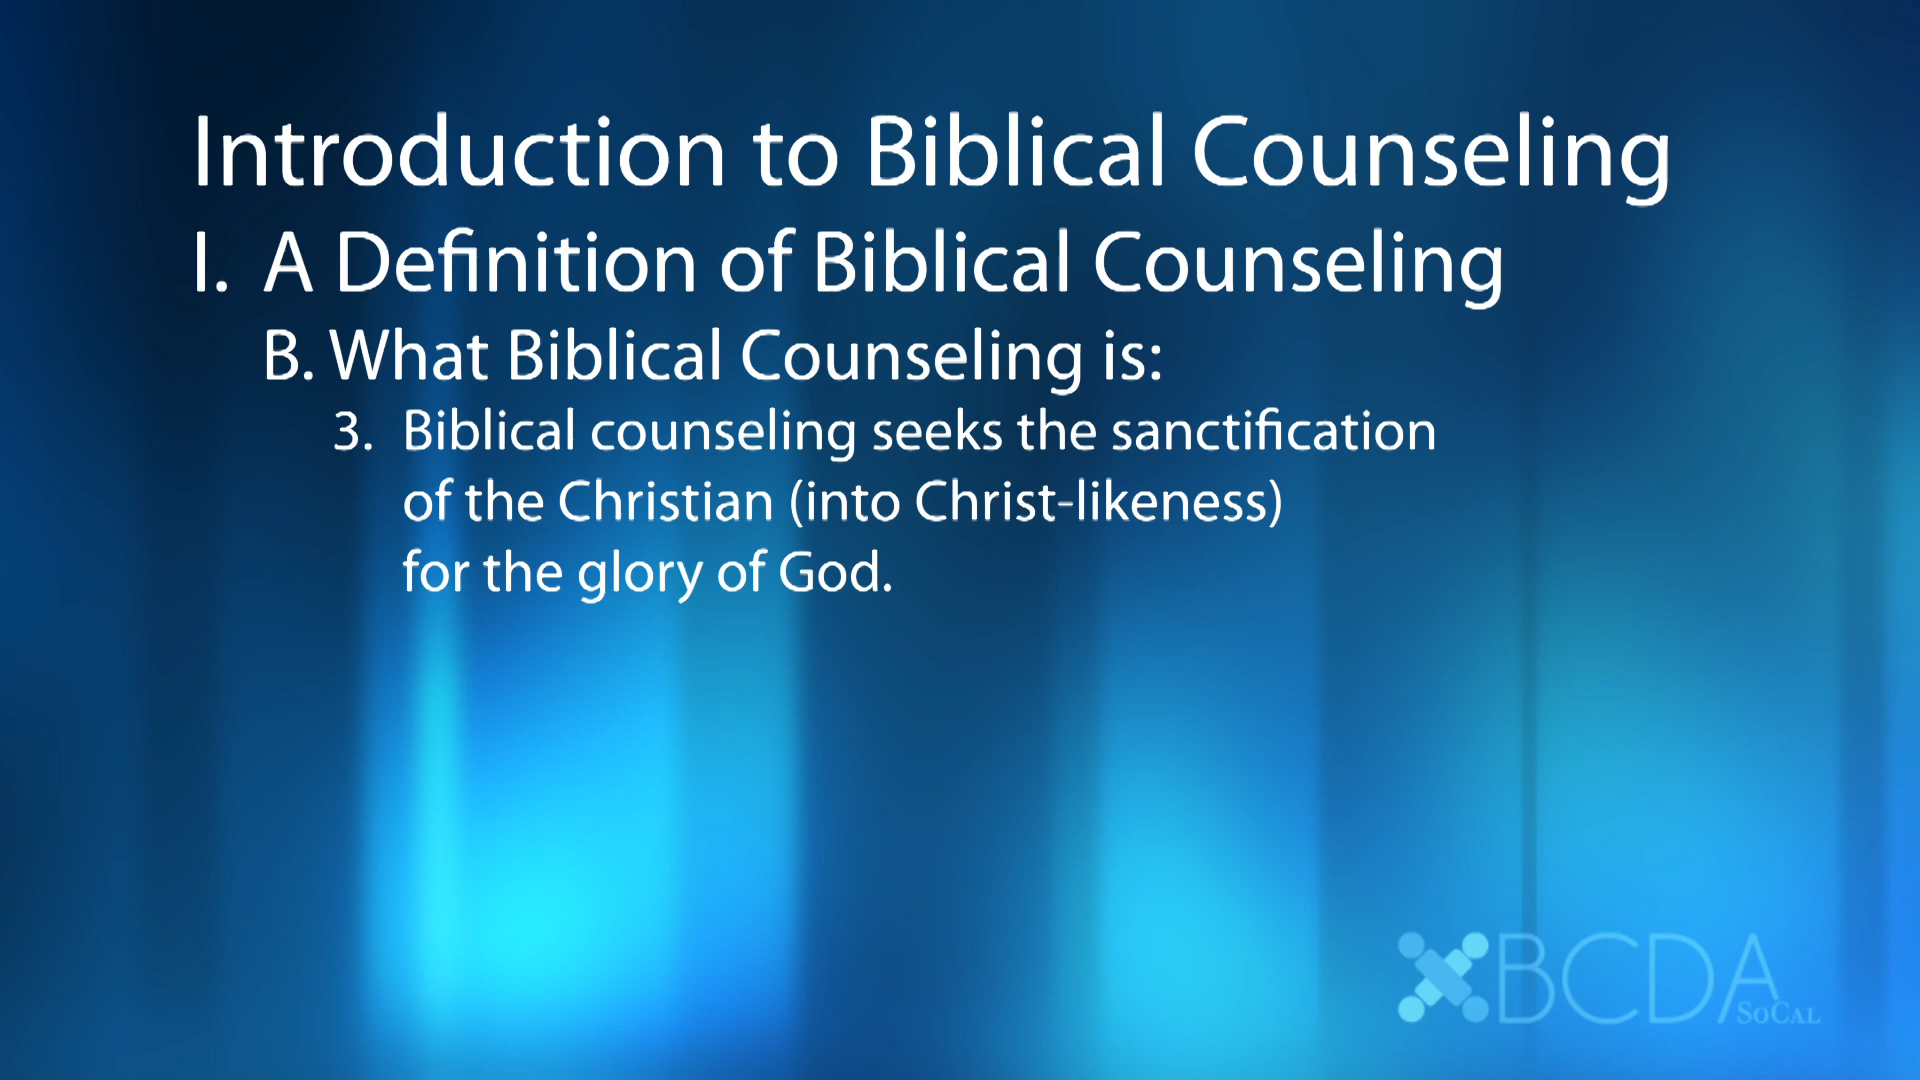 Introduction to Biblical Counseling
I. A Definition of Biblical Counseling
B. What Biblical Counseling is:
3. Biblical counseling seeks the sanctification
of the Christian (into Christ-likeness)
for the glory of God.
BCDA
SoCal